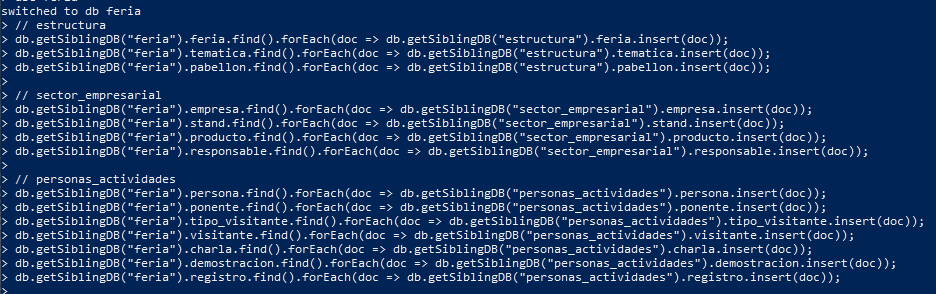 switched to db feria
> // estructura
> db.getSiblingDB("feria").feria.find().forEach(doc => db.getSiblingDB("estructura").feria.insert(doc));
> db.getSiblingDB("feria").tematica.find().forEach(doc => db.getSiblingDB("estructura").tematica.insert(doc));
> db.getSiblingDB("feria").pabellon.find().forEach(doc => db.getSiblingDB("estructura").pabellon.insert(doc));
>
> // sector_empresarial
> db.getSiblingDB("feria").empresa.find().forEach(doc => db.getSiblingDB("sector_empresarial").empresa.insert(doc));
> db.getSiblingDB("feria").stand.find().forEach(doc => db.getSiblingDB("sector_empresarial").stand.insert(doc));
> db.getSiblingDB("feria").producto.find().forEach(doc => db.getSiblingDB("sector_empresarial").producto.insert(doc));
> db.getSiblingDB("feria").responsable.find().forEach(doc => db.getSiblingDB("sector_empresarial").responsable.insert(doc));
>
> // personas_actividades
> db.getSiblingDB("feria").persona.find().forEach(doc => db.getSiblingDB("personas_actividades").persona.insert(doc));
> db.getSiblingDB("feria").ponente.find().forEach(doc => db.getSiblingDB("personas_actividades").ponente.insert(doc));
> db.getSiblingDB("feria").tipo_visitante.find().forEach(doc => db.getSiblingDB("personas_actividades").tipo_visitante.insert(doc));
> db.getSiblingDB("feria").visitante.find().forEach(doc => db.getSiblingDB("personas_actividades").visitante.insert(doc));
> db.getSiblingDB("feria").charla.find().forEach(doc => db.getSiblingDB("personas_actividades").charla.insert(doc));
> db.getSiblingDB("feria").demostracion.find().forEach(doc => db.getSiblingDB("personas_actividades").demostracion.insert(doc));
> db.getSiblingDB("feria").registro.find().forEach(doc => db.getSiblingDB("personas_actividades").registro.insert(doc));
>